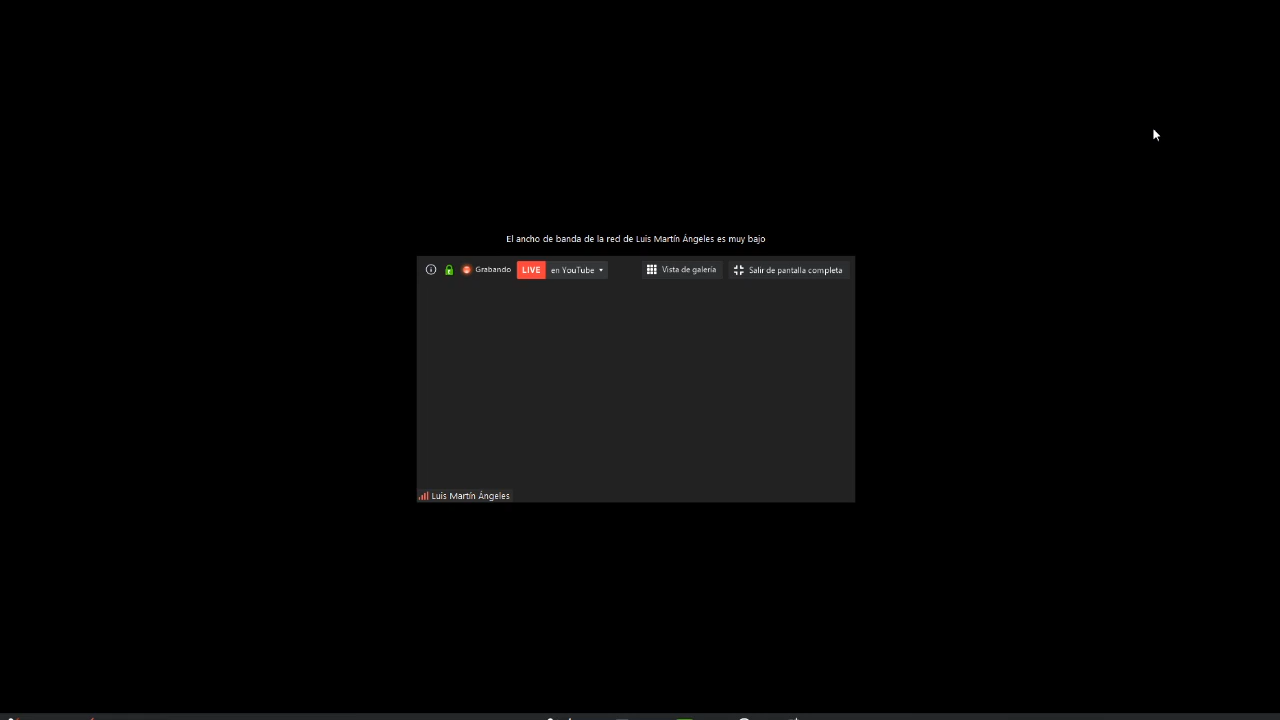 El ancho de banda de la red de Luis Martín Ángeles es muy bajo
Grabando LIVE en YouTube Vista de galería Salir de pantalla completa
Luis Martín Ángeles